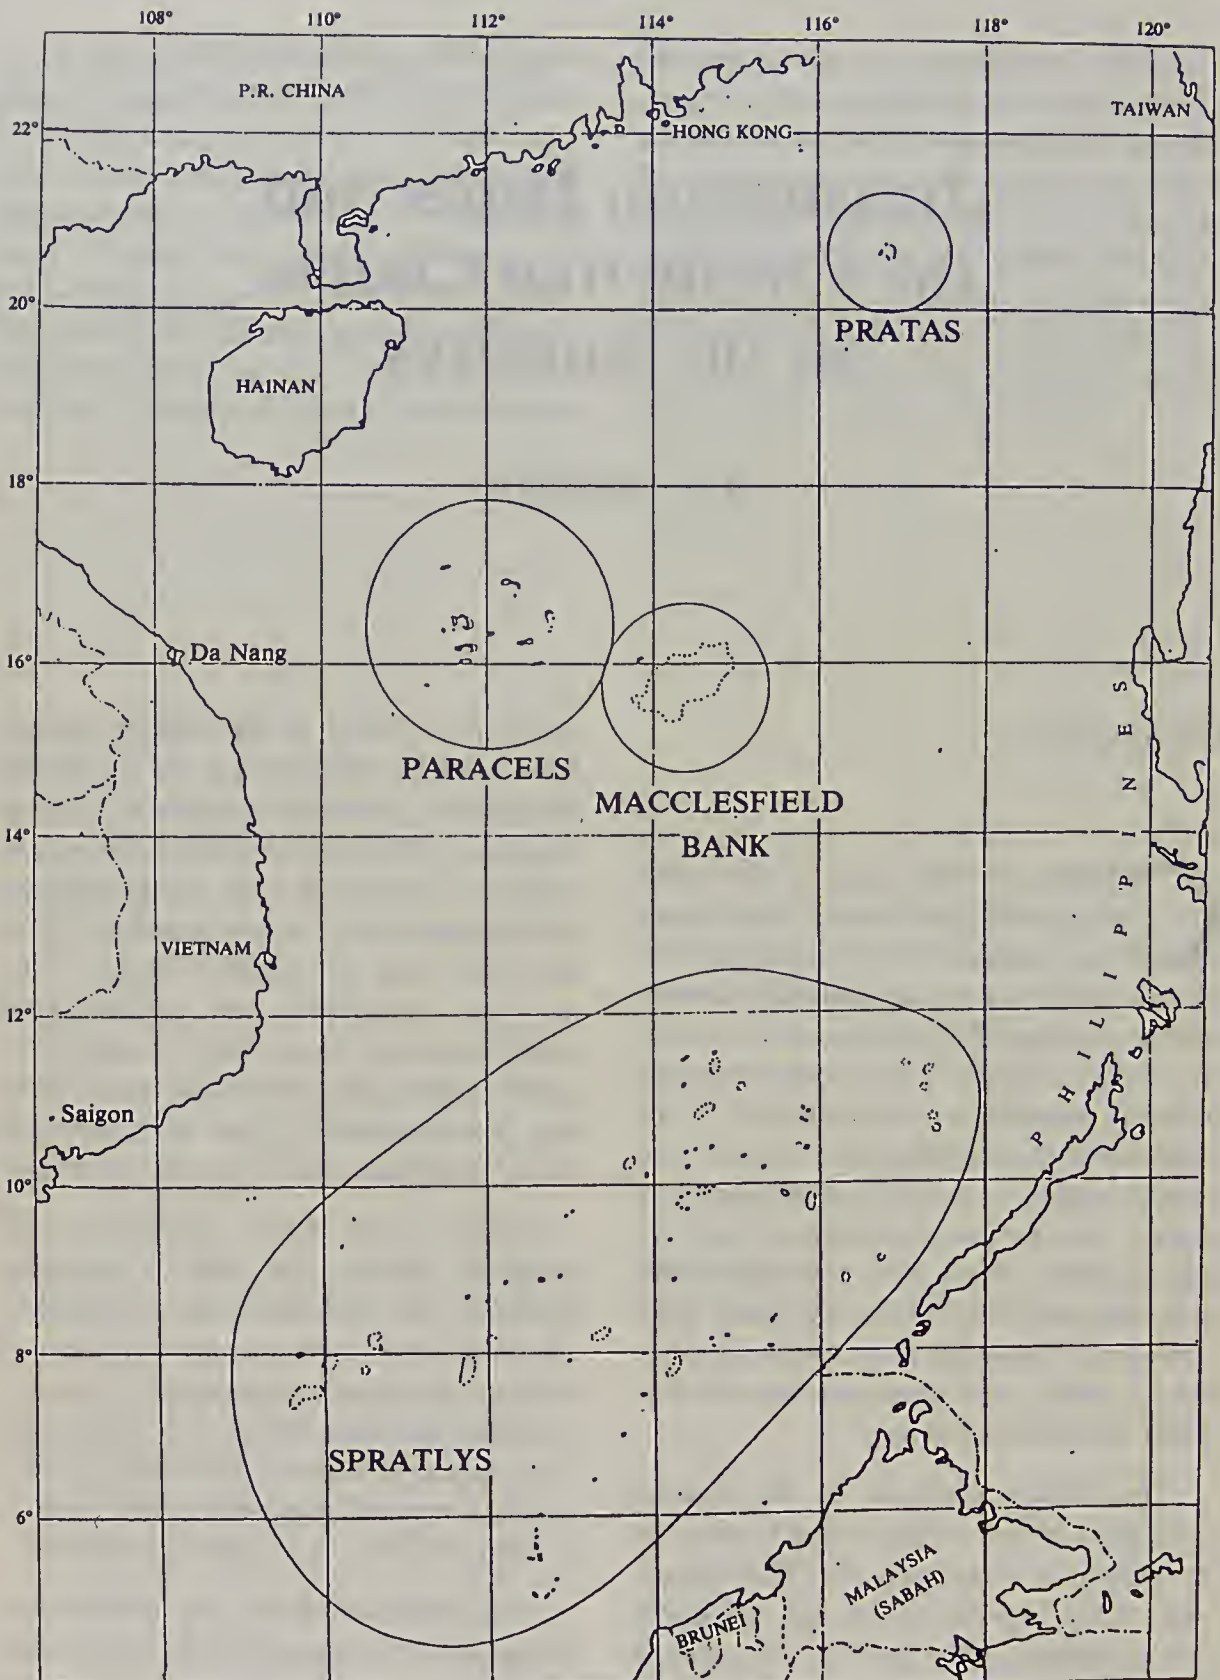 108° 110° 112° 114° 116° 118° 120°
P.R. CHINA
TAIWAN
22°
HONG KONG
20°
PRATAS
HAINAN
18°
Da Nang
16°
PARACELS
MACCLESFIELD
BANK
14°
PHILIPPINES
VIETNAM
12°
Saigon
10°
8°
SPRATLYS
6°
MALAYSIA
(SABAH)
BRUNEI